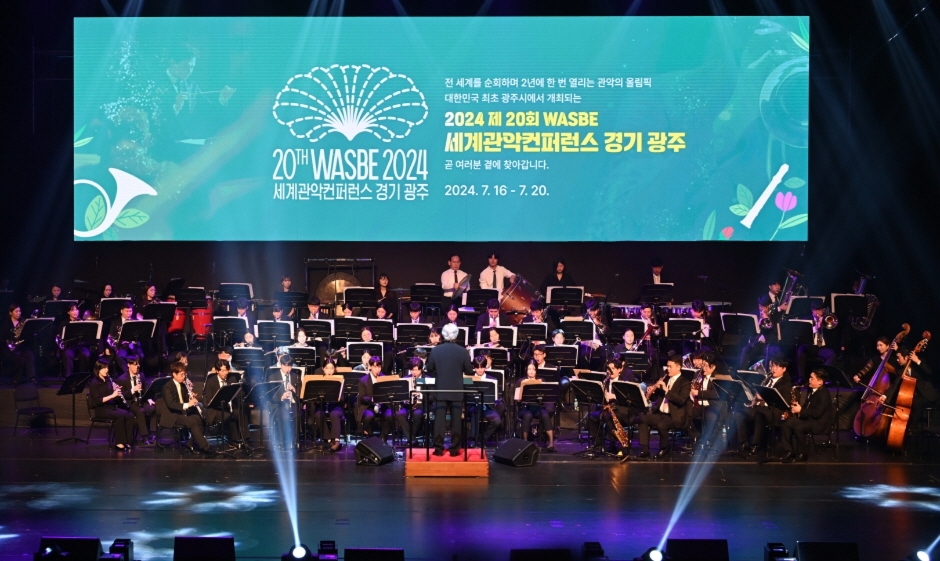 20TH WASBE 2024
세계관악컨퍼런스 경기 광주
전 세계를 순회하며 2년에 한 번 열리는 관악의 올림픽
대한민국 최초 광주시에서 개최되는
2024 제 20회 WASBE
세계관악컨퍼런스 경기 광주
곧 여러분 곁에 찾아갑니다.
2024. 7. 16 - 7. 20.